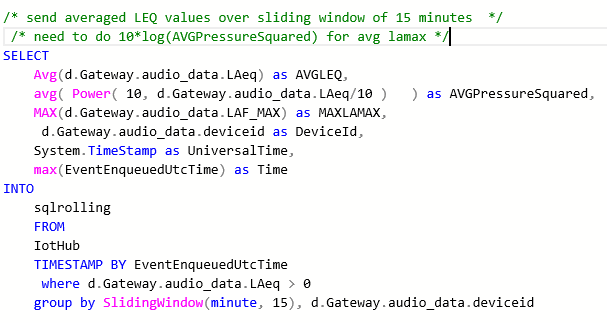 /* send averaged LEQ values over sliding window of 15 minutes  */
/* need to do 10*log(AVGPressureSquared) for avg lamax */
SELECT
Avg(d.Gateway.audio_data.LAeq) as AVGLEQ,
avg( Power( 10, d.Gateway.audio_data.LAeq/10 )   ) as AVGPressureSquared,
MAX(d.Gateway.audio_data.LAF_MAX) as MAXLAMAX,
d.Gateway.audio_data.deviceid as DeviceId,
System.TimeStamp as UniversalTime,
max(EventEnqueuedUtcTime) as Time
INTO
sqlrolling
FROM
IotHub
TIMESTAMP BY EventEnqueuedUtcTime
where d.Gateway.audio_data.LAeq > 0
group by SlidingWindow(minute, 15), d.Gateway.audio_data.deviceid